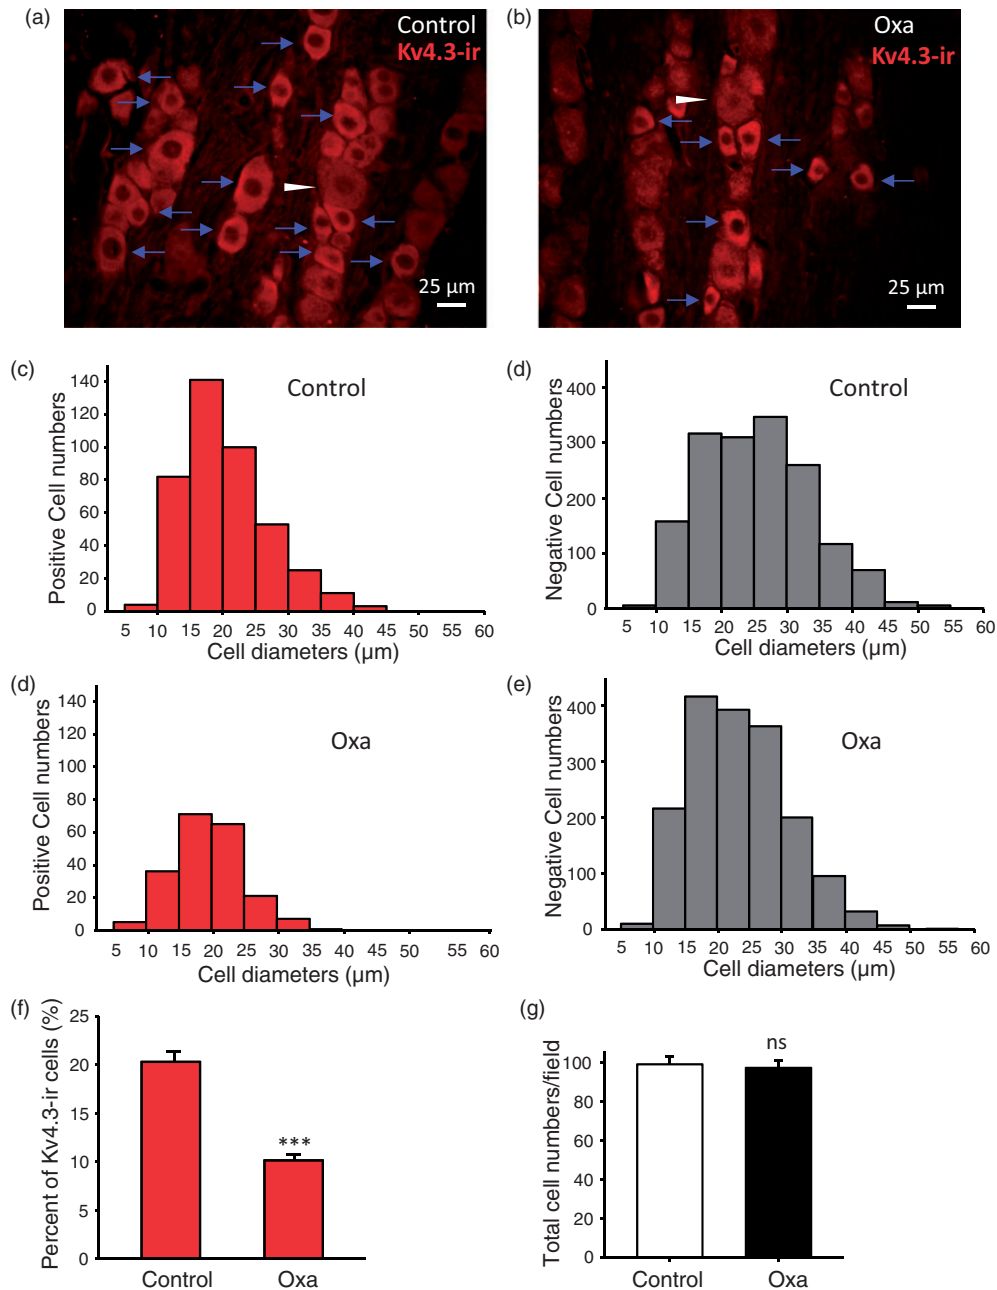 (a)
Control
Kv4.3-ir
25 µm
(b)
Oxa
Kv4.3-ir
25 µm
(c)
Control
Positive Cell numbers
140
120
100
80
60
40
20
0
5 10 15 20 25 30 35 40 45 50 55 60
Cell diameters (µm)
(d)
Control
Negative Cell numbers
400
300
200
100
0
5 10 15 20 25 30 35 40 45 50 55 60
Cell diameters (µm)
(d)
Oxa
Positive Cell numbers
140
120
100
80
60
40
20
0
5 10 15 20 25 30 35 40 45 50 55 60
Cell diameters (µm)
(e)
Oxa
Negative Cell numbers
400
400
300
200
100
0
5 10 15 20 25 30 35 40 45 50 55 60
Cell diameters (µm)
(f)
Percent of Kv4.3-ir cells (%)
25
20
15
10
5
0
***
Control Oxa
(g)
Total cell numbers/field
100
80
60
40
20
0
ns
Control Oxa